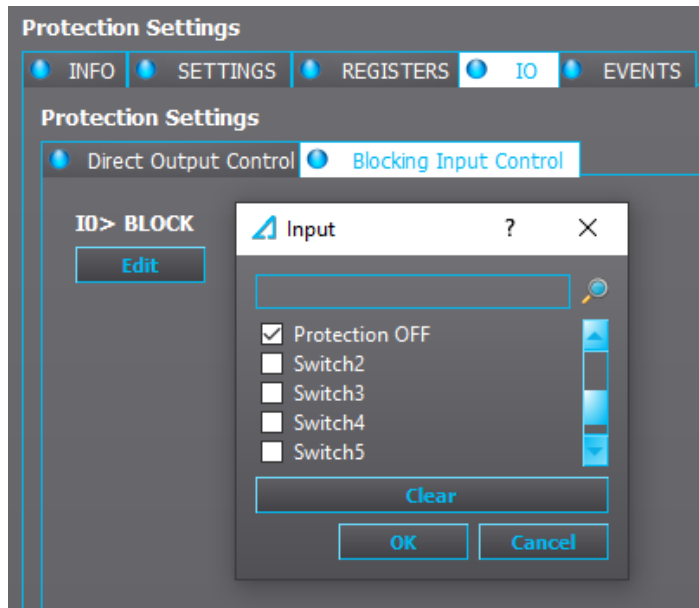 Protection Settings
INFO SETTINGS REGISTERS IO EVENTS
Protection Settings
Direct Output Control Blocking Input Control
I0> BLOCK
Edit
Input ?
Protection OFF
Switch2
Switch3
Switch4
Switch5
Clear
OK Cancel